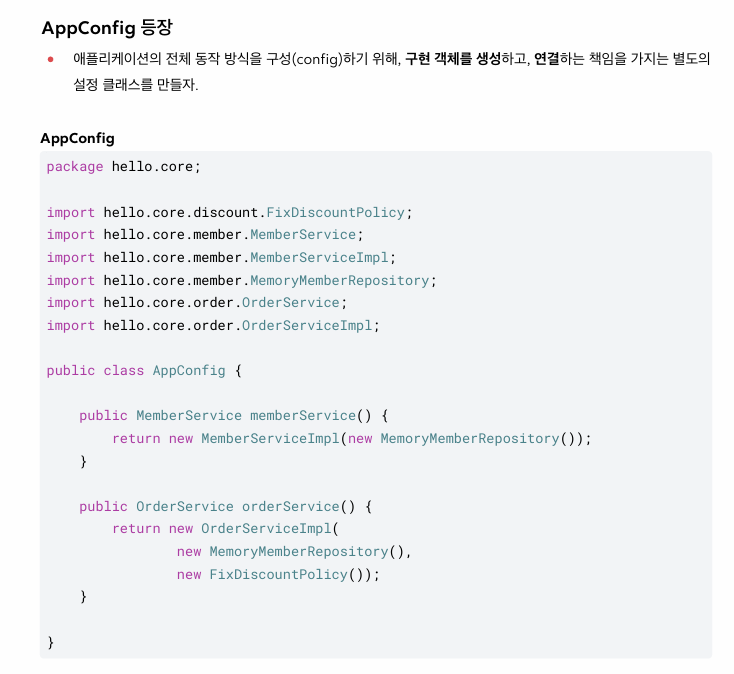 AppConfig 등장
• 애플리케이션의 전체 동작 방식을 구성(config)하기 위해, 구현 객체를 생성하고, 연결하는 책임을 가지는 별도의
설정 클래스를 만들자.
AppConfig
package hello.core;
import hello.core.discount.FixDiscountPolicy;
import hello.core.member.MemberService;
import hello.core.member.MemberServiceImpl;
import hello.core.member.MemoryMemberRepository;
import hello.core.order.OrderService;
import hello.core.order.OrderServiceImpl;
public class AppConfig {
    public MemberService memberService() {
        return new MemberServiceImpl(new MemoryMemberRepository());
    }
    public OrderService orderService() {
        return new OrderServiceImpl(
                new MemoryMemberRepository(),
                new FixDiscountPolicy());
    }
}